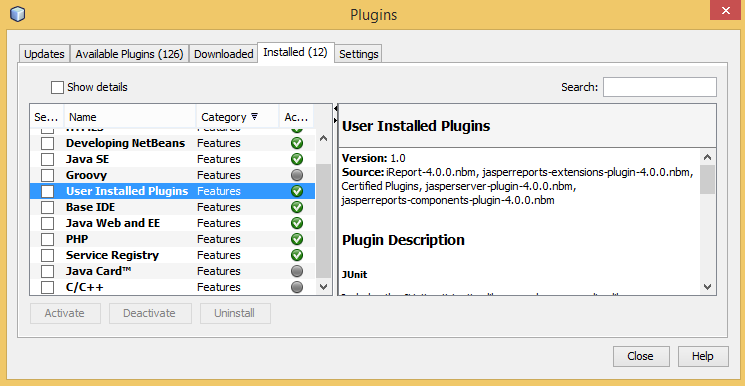 Plugins
Updates Available Plugins (126) Downloaded Installed (12) Settings
Show details Search:
Se... Name Category Ac...
Features
Developing NetBeans Features
Java SE Features
Groovy Features
User Installed Plugins Features
Base IDE Features
Java Web and EE Features
PHP Features
Service Registry Features
Java Card™ Features
C/C++ Features
User Installed Plugins
Version: 1.0
Source: iReport-4.0.0.nbm, jasperreports-extensions-plugin-4.0.0.nbm,
Certified Plugins, jasperserver-plugin-4.0.0.nbm,
jasperreports-components-plugin-4.0.0.nbm
Plugin Description
JUnit
Activate Deactivate Uninstall
Close Help